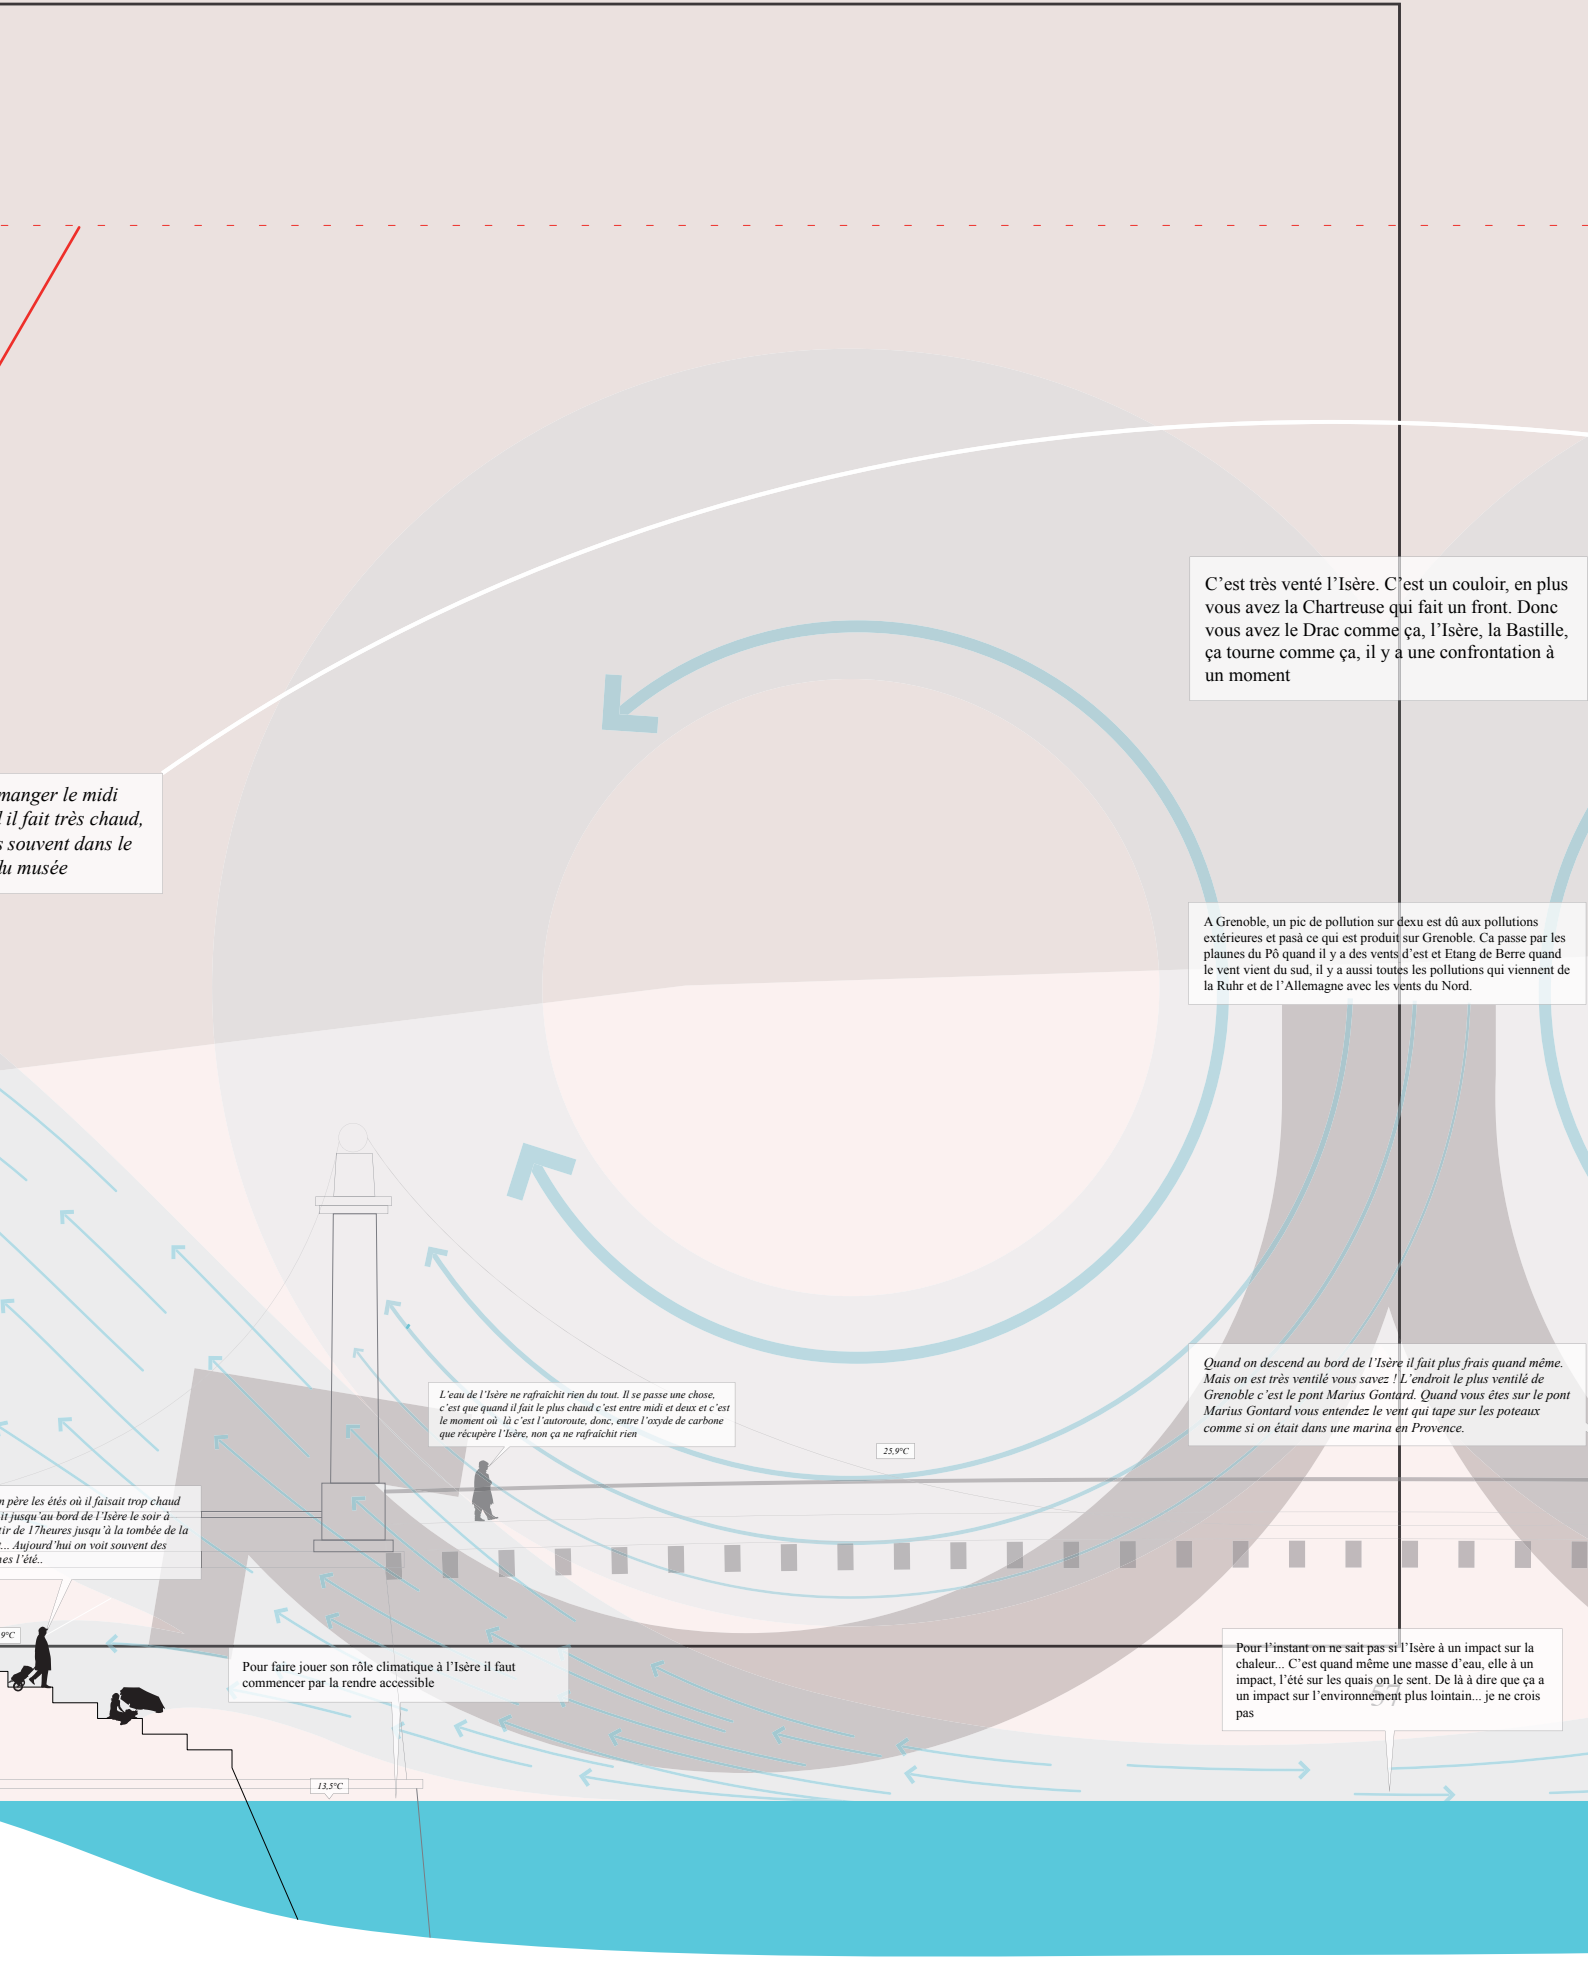 C’est très venté l’Isère. C’est un couloir, en plus
vous avez la Chartreuse qui fait un front. Donc
vous avez le Drac comme ça, l’Isère, la Bastille,
ça tourne comme ça, il y a une confrontation à
un moment
manger le midi
il fait très chaud,
souvent dans le
du musée
A Grenoble, un pic de pollution sur dexu est dû aux pollutions
extérieures et pasà ce qui est produit sur Grenoble. Ca passe par les
plaunes du Pô quand il y a des vents d’est et Etang de Berre quand
le vent vient du sud, il y a aussi toutes les pollutions qui viennent de
la Ruhr et de l’Allemagne avec les vents du Nord.
Quand on descend au bord de l’Isère il fait plus frais quand même.
Mais on est très ventilé vous savez ! L’endroit le plus ventilé de
Grenoble c’est le pont Marius Gontard. Quand vous êtes sur le pont
Marius Gontard vous entendez le vent qui tape sur les poteaux
comme si on était dans une marina en Provence.
L’eau de l’Isère ne rafraîchit rien du tout. Il se passe une chose,
c’est que quand il fait le plus chaud c’est entre midi et deux et c’est
le moment où là c’est l’autoroute, donc, entre l’oxyde de carbone
que récupère l’Isère, non ça ne rafraîchit rien
25,9°C
n père les étés où il faisait trop chaud
it jusqu’au bord de l’Isère le soir à
tir de 17heures jusqu’à la tombée de la
t... Aujourd’hui on voit souvent des
nes l’été..
9°C
Pour faire jouer son rôle climatique à l’Isère il faut
commencer par la rendre accessible
Pour l’instant on ne sait pas si l’Isère à un impact sur la
chaleur... C’est quand même une masse d’eau, elle à un
impact, l’été sur les quais on le sent. De là à dire que ça a
un impact sur l’environnement plus lointain... je ne crois
pas
57
13,5°C